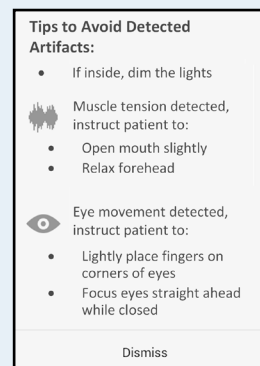 Tips to Avoid Detected
Artifacts:
• If inside, dim the lights
Muscle tension detected,
instruct patient to:
• Open mouth slightly
• Relax forehead
Eye movement detected,
instruct patient to:
• Lightly place fingers on
corners of eyes
• Focus eyes straight ahead
while closed
Dismiss